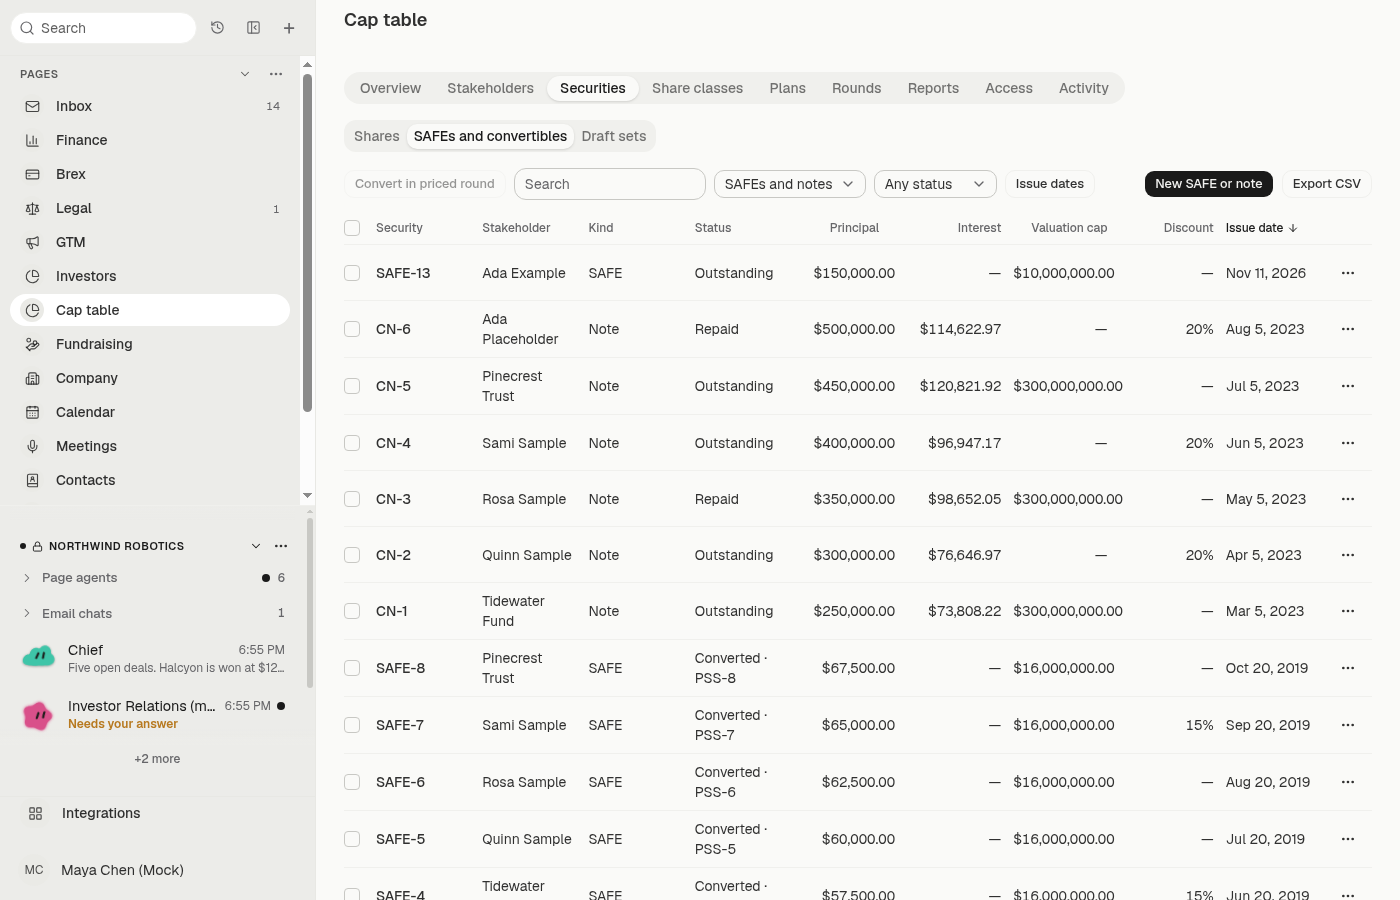 Search
PAGES
Inbox 14
Finance
Brex
Legal 1
GTM
Investors
Cap table
Fundraising
Company
Calendar
Meetings
Contacts
NORTHWIND ROBOTICS
Page agents 6
Email chats 1
Chief 6:55 PM
Five open deals. Halcyon is won at $12...
Investor Relations (m... 6:55 PM
Needs your answer
+2 more
Integrations
MC Maya Chen (Mock)
Cap table
Overview Stakeholders Securities Share classes Plans Rounds Reports Access Activity
Shares SAFEs and convertibles Draft sets
Convert in priced round Search SAFEs and notes Any status Issue dates New SAFE or note Export CSV
Security Stakeholder Kind Status Principal Interest Valuation cap Discount Issue date ↓
SAFE-13 Ada Example SAFE Outstanding $150,000.00 — $10,000,000.00 — Nov 11, 2026
CN-6 Ada Placeholder Note Repaid $500,000.00 $114,622.97 — 20% Aug 5, 2023
CN-5 Pinecrest Trust Note Outstanding $450,000.00 $120,821.92 $300,000,000.00 — Jul 5, 2023
CN-4 Sami Sample Note Outstanding $400,000.00 $96,947.17 — 20% Jun 5, 2023
CN-3 Rosa Sample Note Repaid $350,000.00 $98,652.05 $300,000,000.00 — May 5, 2023
CN-2 Quinn Sample Note Outstanding $300,000.00 $76,646.97 — 20% Apr 5, 2023
CN-1 Tidewater Fund Note Outstanding $250,000.00 $73,808.22 $300,000,000.00 — Mar 5, 2023
SAFE-8 Pinecrest Trust SAFE Converted · PSS-8 $67,500.00 — $16,000,000.00 — Oct 20, 2019
SAFE-7 Sami Sample SAFE Converted · PSS-7 $65,000.00 — $16,000,000.00 15% Sep 20, 2019
SAFE-6 Rosa Sample SAFE Converted · PSS-6 $62,500.00 — $16,000,000.00 — Aug 20, 2019
SAFE-5 Quinn Sample SAFE Converted · PSS-5 $60,000.00 — $16,000,000.00 — Jul 20, 2019
SAFE-4 Tidewater SAFE Converted · $57,500.00 — $16,000,000.00 15% Jun 20, 2019